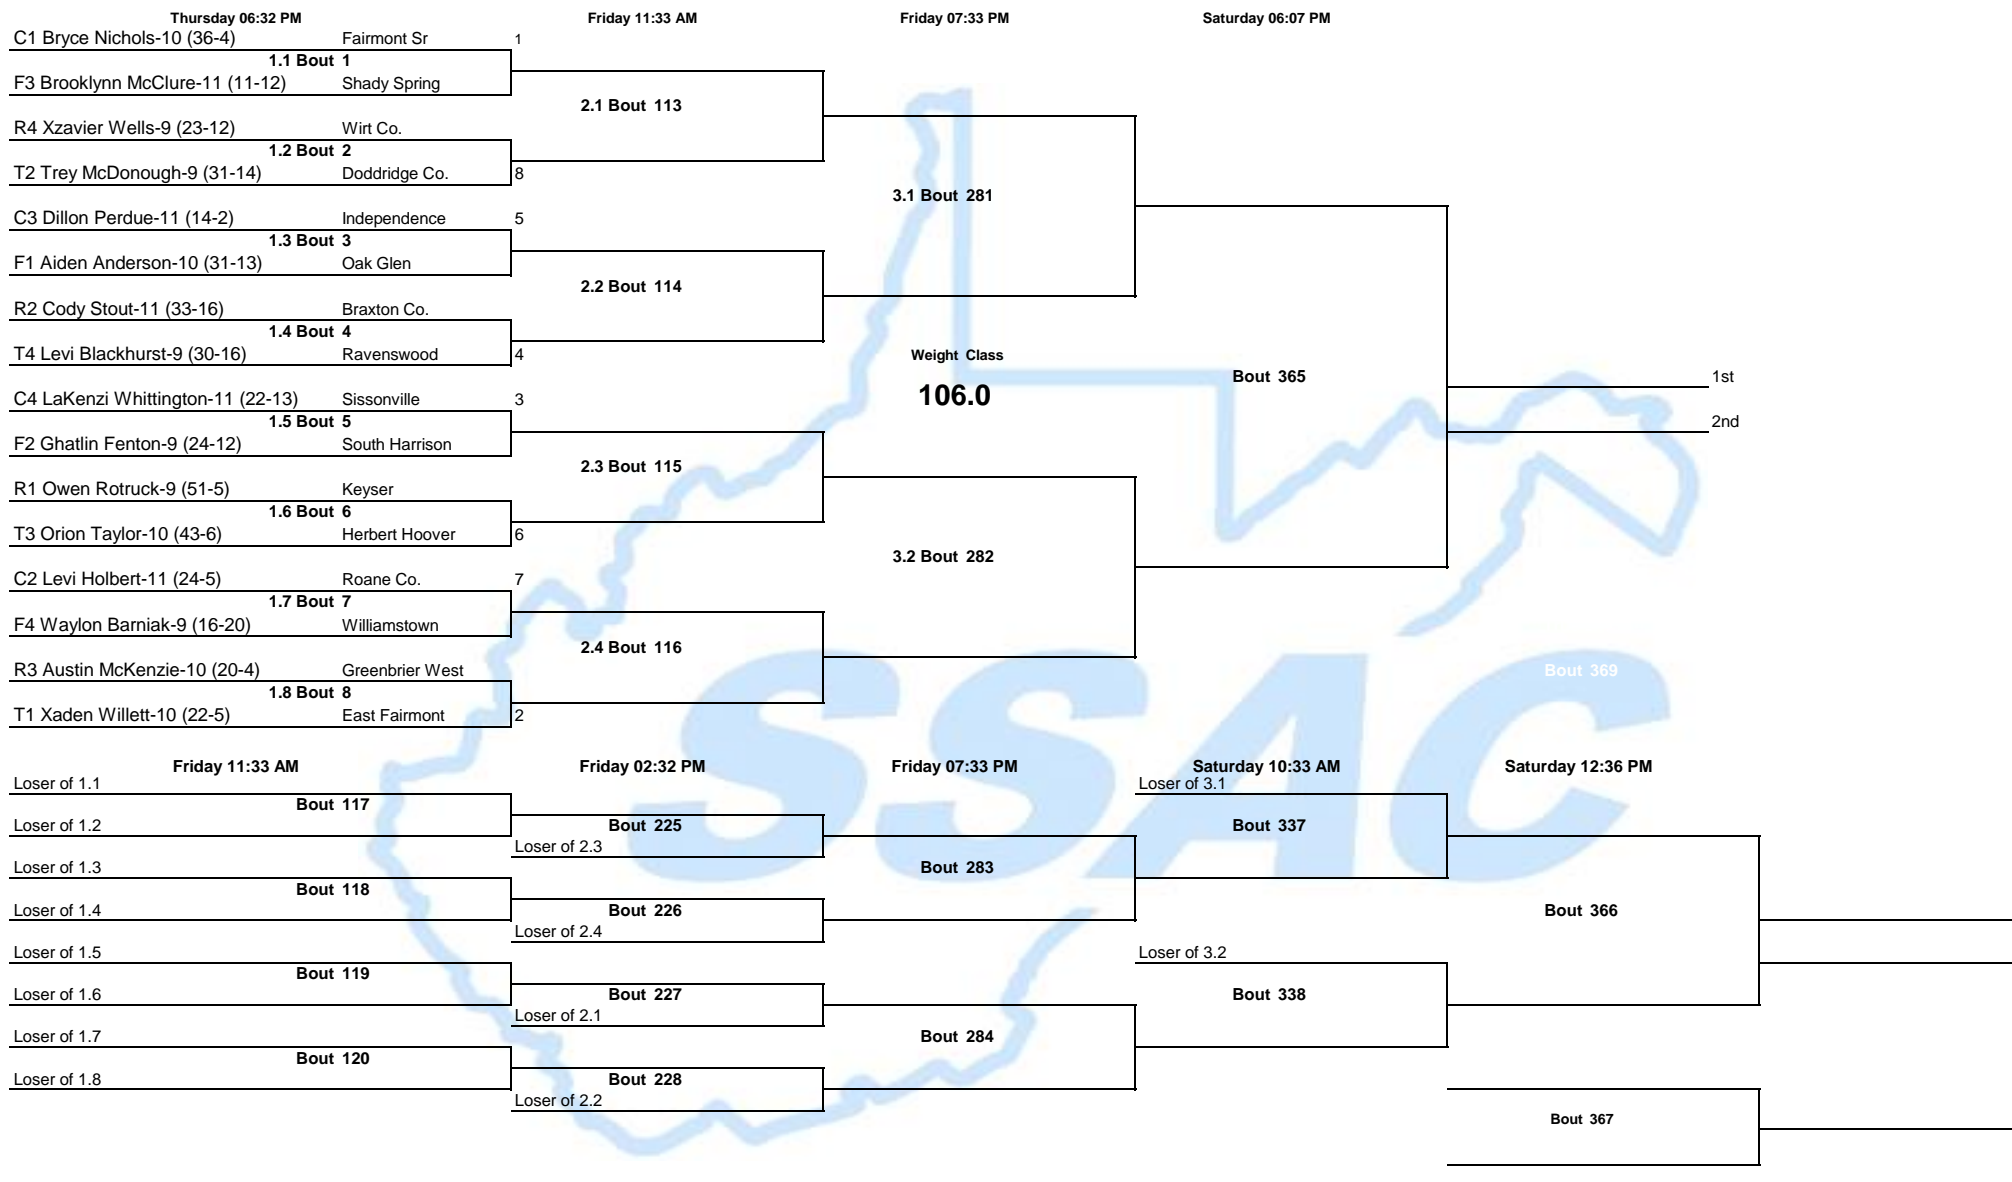 Thursday 06:32 PM Friday 11:33 AM Friday 07:33 PM Saturday 06:07 PM
C1 Bryce Nichols-10 (36-4) Fairmont Sr 1
1.1 Bout 1
F3 Brooklynn McClure-11 (11-12) Shady Spring
2.1 Bout 113
R4 Xzavier Wells-9 (23-12) Wirt Co.
1.2 Bout 2
T2 Trey McDonough-9 (31-14) Doddridge Co. 8
3.1 Bout 281
C3 Dillon Perdue-11 (14-2) Independence 5
1.3 Bout 3
F1 Aiden Anderson-10 (31-13) Oak Glen
2.2 Bout 114
R2 Cody Stout-11 (33-16) Braxton Co.
1.4 Bout 4
T4 Levi Blackhurst-9 (30-16) Ravenswood 4
Weight Class
Bout 365 1st
106.0
C4 LaKenzi Whittington-11 (22-13) Sissonville 3
1.5 Bout 5 2nd
F2 Ghatlin Fenton-9 (24-12) South Harrison
2.3 Bout 115
R1 Owen Rotruck-9 (51-5) Keyser
1.6 Bout 6
T3 Orion Taylor-10 (43-6) Herbert Hoover 6
3.2 Bout 282
C2 Levi Holbert-11 (24-5) Roane Co. 7
1.7 Bout 7
F4 Waylon Barniak-9 (16-20) Williamstown
2.4 Bout 116
R3 Austin McKenzie-10 (20-4) Greenbrier West
Bout 369
1.8 Bout 8
T1 Xaden Willett-10 (22-5) East Fairmont 2
SSAC
Friday 11:33 AM Friday 02:32 PM Friday 07:33 PM Saturday 10:33 AM Saturday 12:36 PM
Loser of 1.1 Loser of 3.1
Bout 117
Loser of 1.2 Bout 225 Bout 337
Loser of 2.3
Loser of 1.3 Bout 283
Bout 118
Loser of 1.4 Bout 226 Bout 366
Loser of 2.4
Loser of 1.5 Loser of 3.2
Bout 119
Loser of 1.6 Bout 227 Bout 338
Loser of 2.1
Loser of 1.7 Bout 284
Bout 120
Loser of 1.8 Bout 228
Loser of 2.2
Bout 367